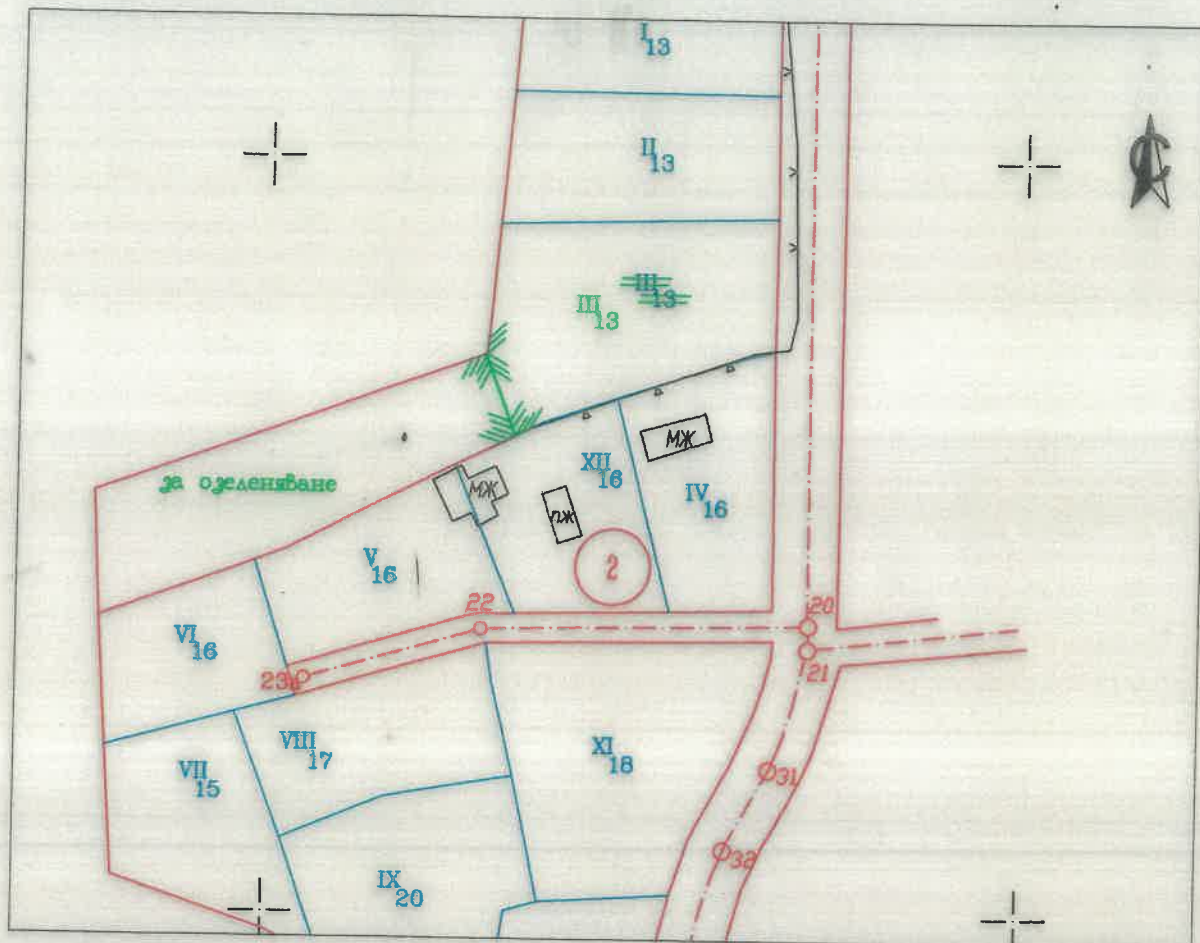 I 13
II 13
С
III 13
III 13
МЖ
XII 16
IV 16
за озеленяване
МЖ
ПЖ
V 16
2
22
20
VI 16
23
21
XI 18
VIII 17
VII 15
31
32
IX 20